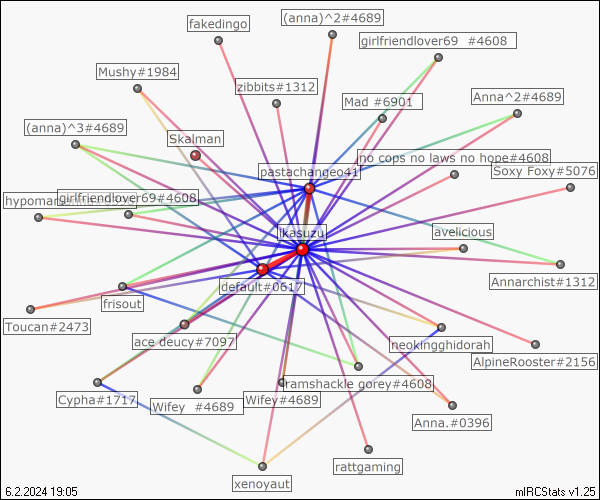 fakedingo
(anna)^2#4689
girlfriendlover69 #4608
Mushy#1984
zibbits#1312
Mad #6901
Anna^2#4689
(anna)^3#4689
Skalman
no cops no laws no hope#4608
pastachangeo41
Soxy Foxy#5076
girlfriendlover69#4608
ikasuzu
avelicious
Annarchist#1312
default#0617
frisout
Toucan#2473
ace deucy#7097
neokingghidorah
AlpineRooster#2156
ramshackle gorey#4608
Cypha#1717
Wifey #4689
Wifey#4689
Anna.#0396
rattgaming
xenoyaut
6.2.2024 19:05
mIRCStats v1.25